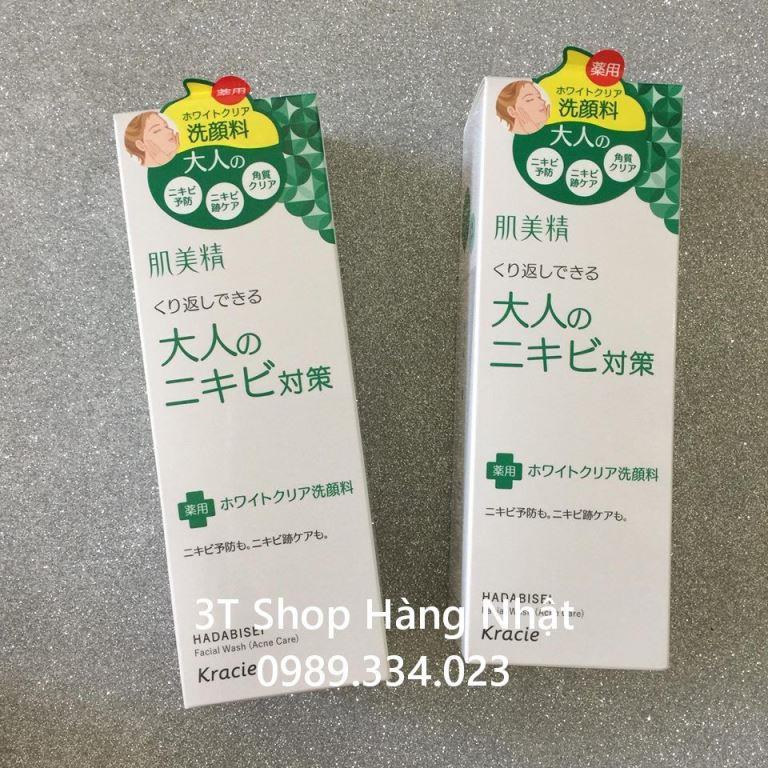 薬用
ホワイトクリア
洗顔料
大人の
ニキビ
予防
ニキビ
跡ケア
角質
クリア
肌美精
くり返しできる
大人の
ニキビ対策
薬用
ホワイトクリア洗顔料
ニキビ予防も。ニキビ跡ケアも。
HADABISEI
Facial Wash (Acne Care)
Kracie
薬用
ホワイトクリア
洗顔料
大人の
ニキビ
予防
ニキビ
跡ケア
角質
クリア
肌美精
くり返しできる
大人の
ニキビ対策
薬用
ホワイトクリア洗顔料
ニキビ予防も。ニキビ跡ケアも。
HADABISEI
Facial Wash (Acne Care)
Kracie
3T Shop Hàng Nhật
0989.334.023